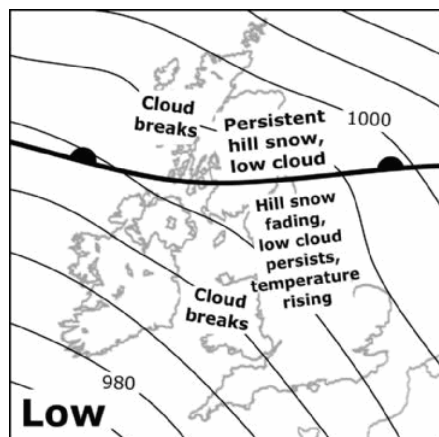 Cloud
breaks
Persistent
hill snow,
low cloud
1000
Hill snow
fading,
low cloud
persists,
temperature
rising
Cloud
breaks
980
Low